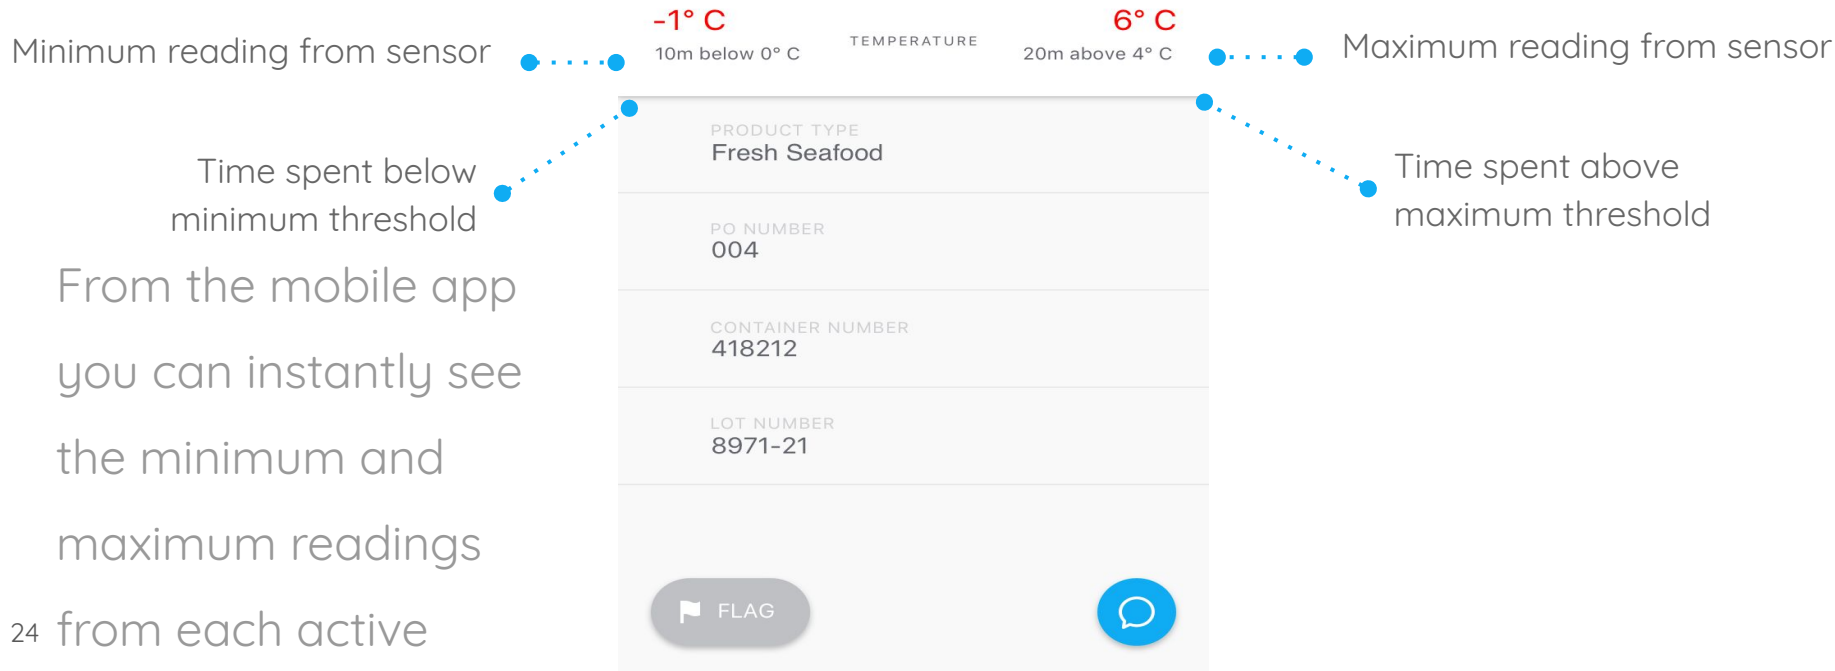 Minimum reading from sensor
Time spent below
minimum threshold
From the mobile app
you can instantly see
the minimum and
maximum readings
from each active
24
-1° C
10m below 0° C
TEMPERATURE
6° C
20m above 4° C
PRODUCT TYPE
Fresh Seafood
PO NUMBER
004
CONTAINER NUMBER
418212
LOT NUMBER
8971-21
FLAG
Maximum reading from sensor
Time spent above
maximum threshold